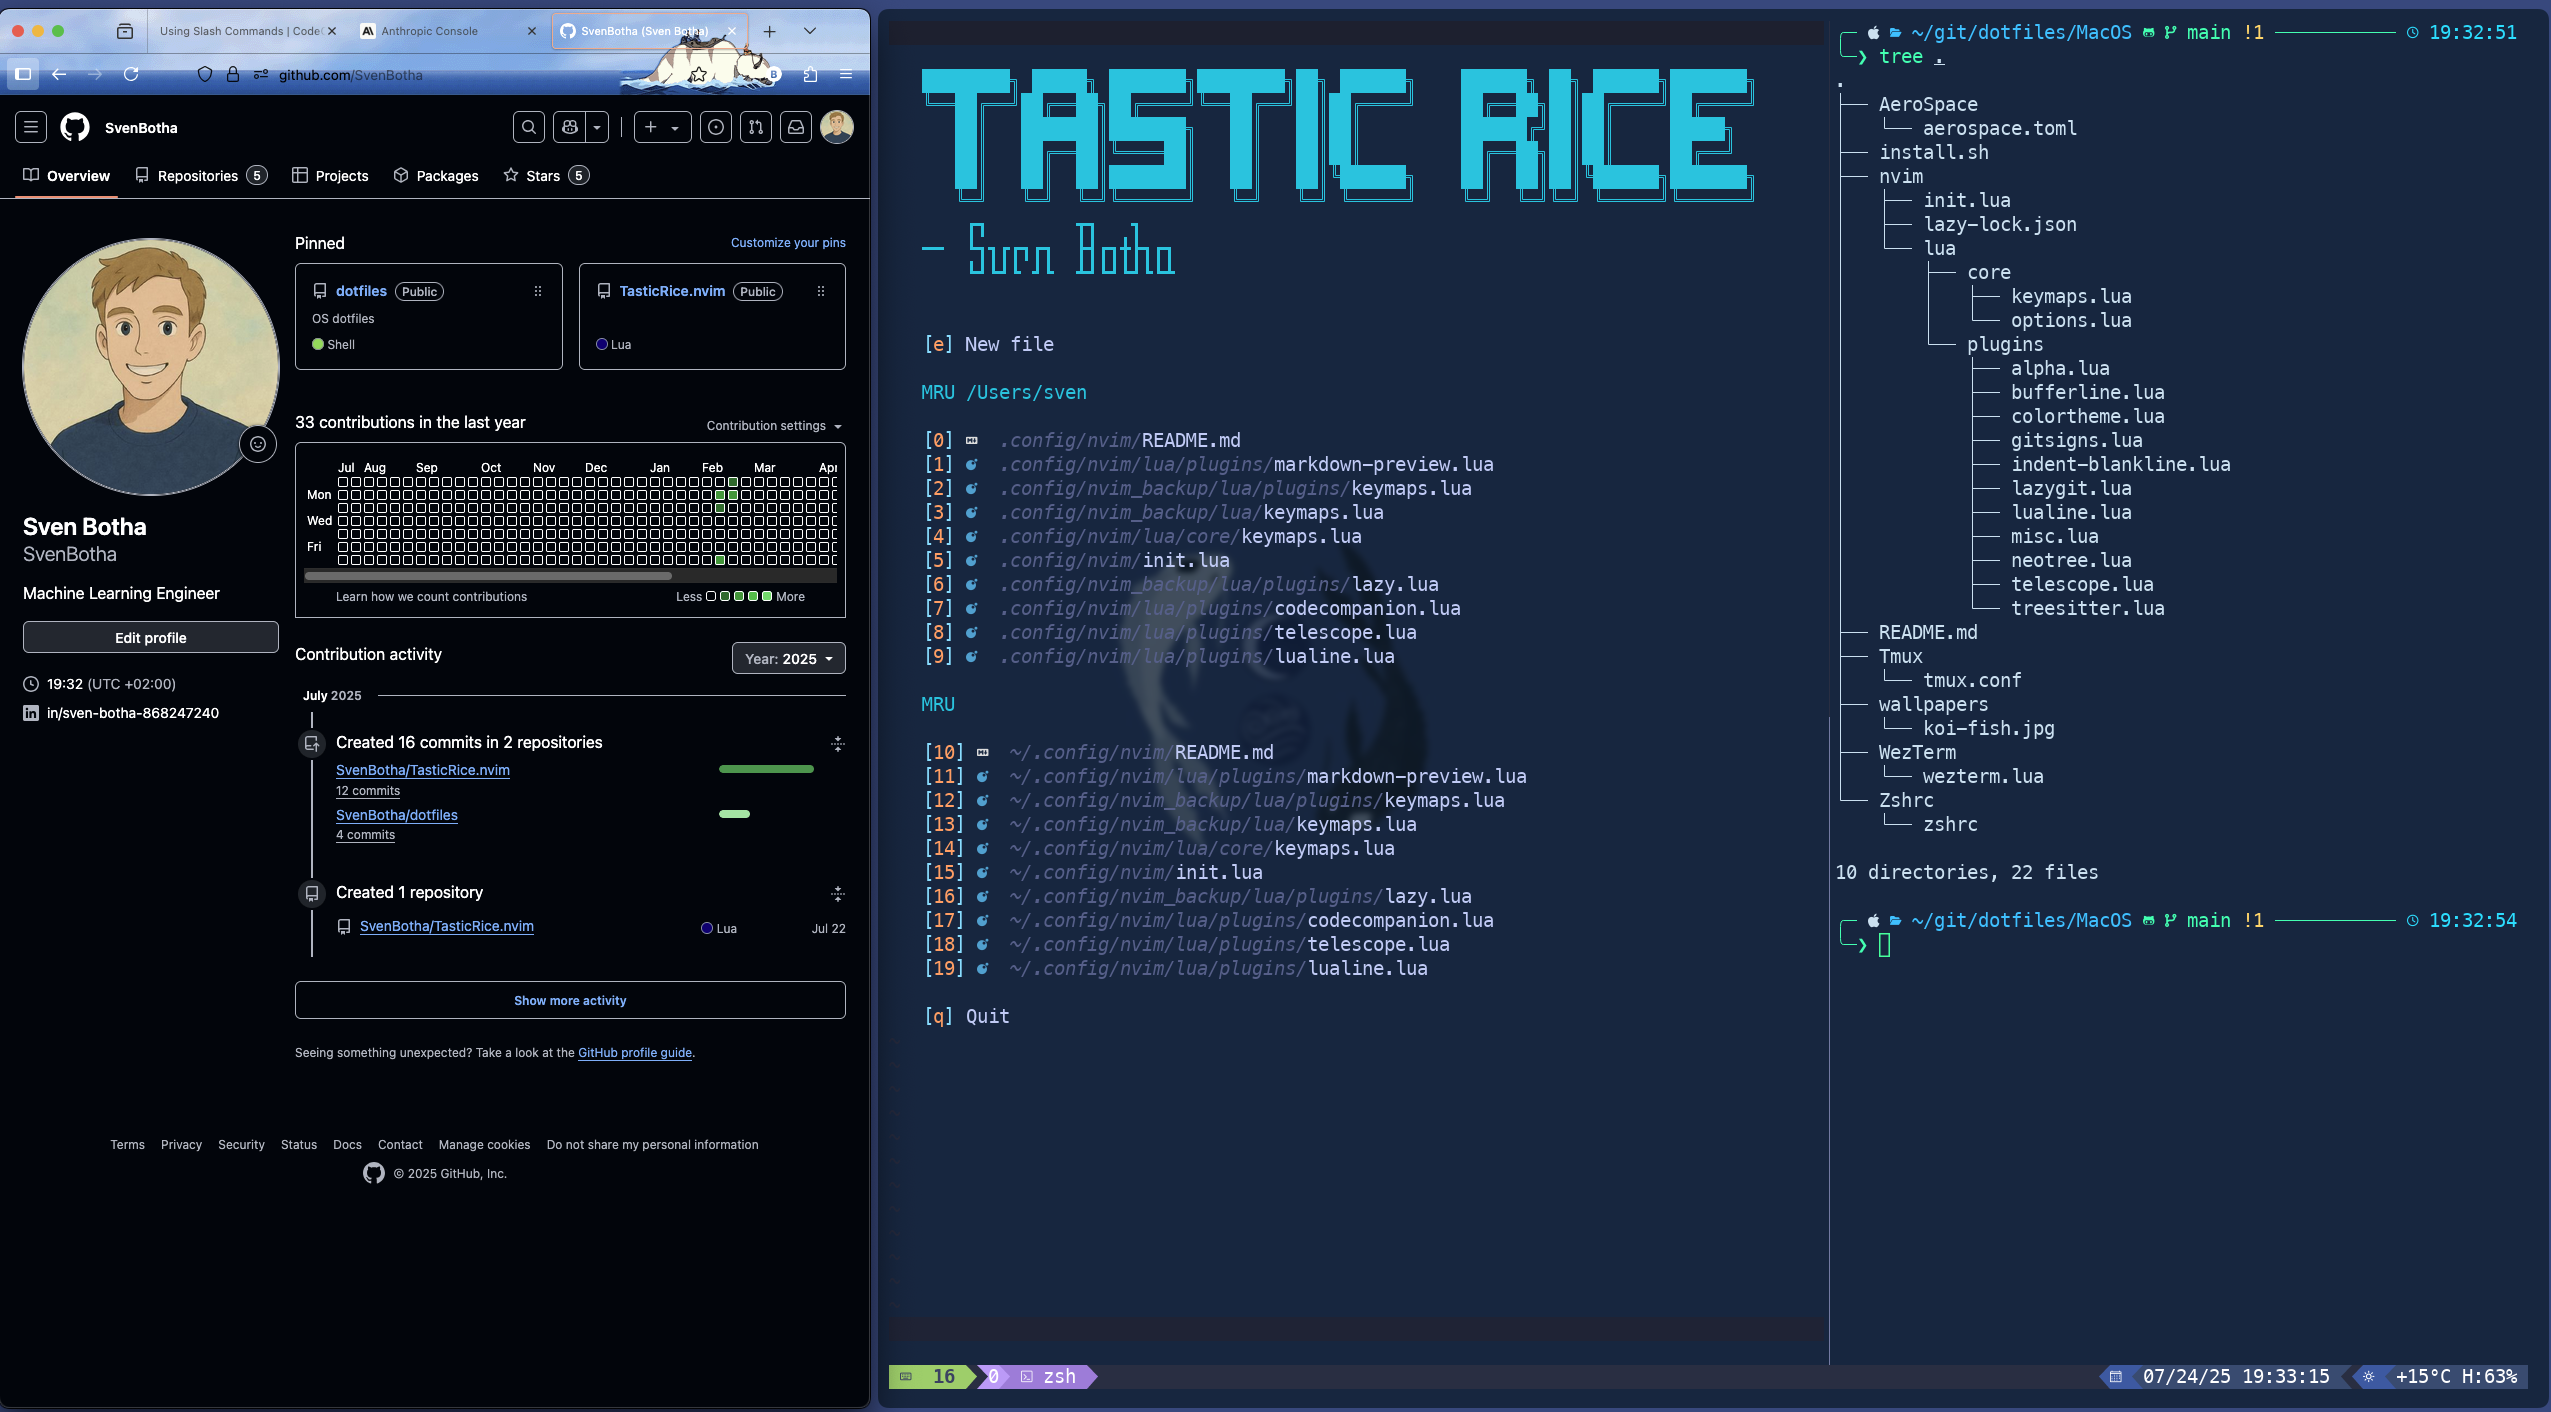 Using Slash Commands | Code
Anthropic Console
SvenBotha (Sven Botha)
github.com/SvenBotha
SvenBotha
Overview
Repositories 5
Projects
Packages
Stars 5
Sven Botha
SvenBotha
Machine Learning Engineer
Edit profile
19:32 (UTC +02:00)
in/sven-botha-868247240
Pinned
Customize your pins
dotfiles Public
OS dotfiles
Shell
TasticRice.nvim Public
Lua
33 contributions in the last year
Contribution settings
Jul Aug Sep Oct Nov Dec Jan Feb Mar Apr
Mon
Wed
Fri
Learn how we count contributions
Less More
Contribution activity
Year: 2025
July 2025
Created 16 commits in 2 repositories
SvenBotha/TasticRice.nvim
12 commits
SvenBotha/dotfiles
4 commits
Created 1 repository
SvenBotha/TasticRice.nvim Lua Jul 22
Show more activity
Seeing something unexpected? Take a look at the GitHub profile guide.
Terms Privacy Security Status Docs Contact Manage cookies Do not share my personal information
© 2025 GitHub, Inc.
TASTIC RICE
— Sven Botha
[e] New file
MRU /Users/sven
[0] .config/nvim/README.md
[1] .config/nvim/lua/plugins/markdown-preview.lua
[2] .config/nvim_backup/lua/plugins/keymaps.lua
[3] .config/nvim_backup/lua/keymaps.lua
[4] .config/nvim/lua/core/keymaps.lua
[5] .config/nvim/init.lua
[6] .config/nvim_backup/lua/plugins/lazy.lua
[7] .config/nvim/lua/plugins/codecompanion.lua
[8] .config/nvim/lua/plugins/telescope.lua
[9] .config/nvim/lua/plugins/lualine.lua
MRU
[10] ~/.config/nvim/README.md
[11] ~/.config/nvim/lua/plugins/markdown-preview.lua
[12] ~/.config/nvim_backup/lua/plugins/keymaps.lua
[13] ~/.config/nvim_backup/lua/keymaps.lua
[14] ~/.config/nvim/lua/core/keymaps.lua
[15] ~/.config/nvim/init.lua
[16] ~/.config/nvim_backup/lua/plugins/lazy.lua
[17] ~/.config/nvim/lua/plugins/codecompanion.lua
[18] ~/.config/nvim/lua/plugins/telescope.lua
[19] ~/.config/nvim/lua/plugins/lualine.lua
[q] Quit
~/git/dotfiles/MacOS main !1 19:32:51
❯ tree .
.
├── AeroSpace
│   └── aerospace.toml
├── install.sh
├── nvim
│   ├── init.lua
│   ├── lazy-lock.json
│   └── lua
│       ├── core
│       │   ├── keymaps.lua
│       │   └── options.lua
│       └── plugins
│           ├── alpha.lua
│           ├── bufferline.lua
│           ├── colortheme.lua
│           ├── gitsigns.lua
│           ├── indent-blankline.lua
│           ├── lazygit.lua
│           ├── lualine.lua
│           ├── misc.lua
│           ├── neotree.lua
│           ├── telescope.lua
│           └── treesitter.lua
├── README.md
├── Tmux
│   └── tmux.conf
├── wallpapers
│   └── koi-fish.jpg
├── WezTerm
│   └── wezterm.lua
└── Zshrc
    └── zshrc
10 directories, 22 files
~/git/dotfiles/MacOS main !1 19:32:54
❯
16 0 zsh
07/24/25 19:33:15 +15°C H:63%